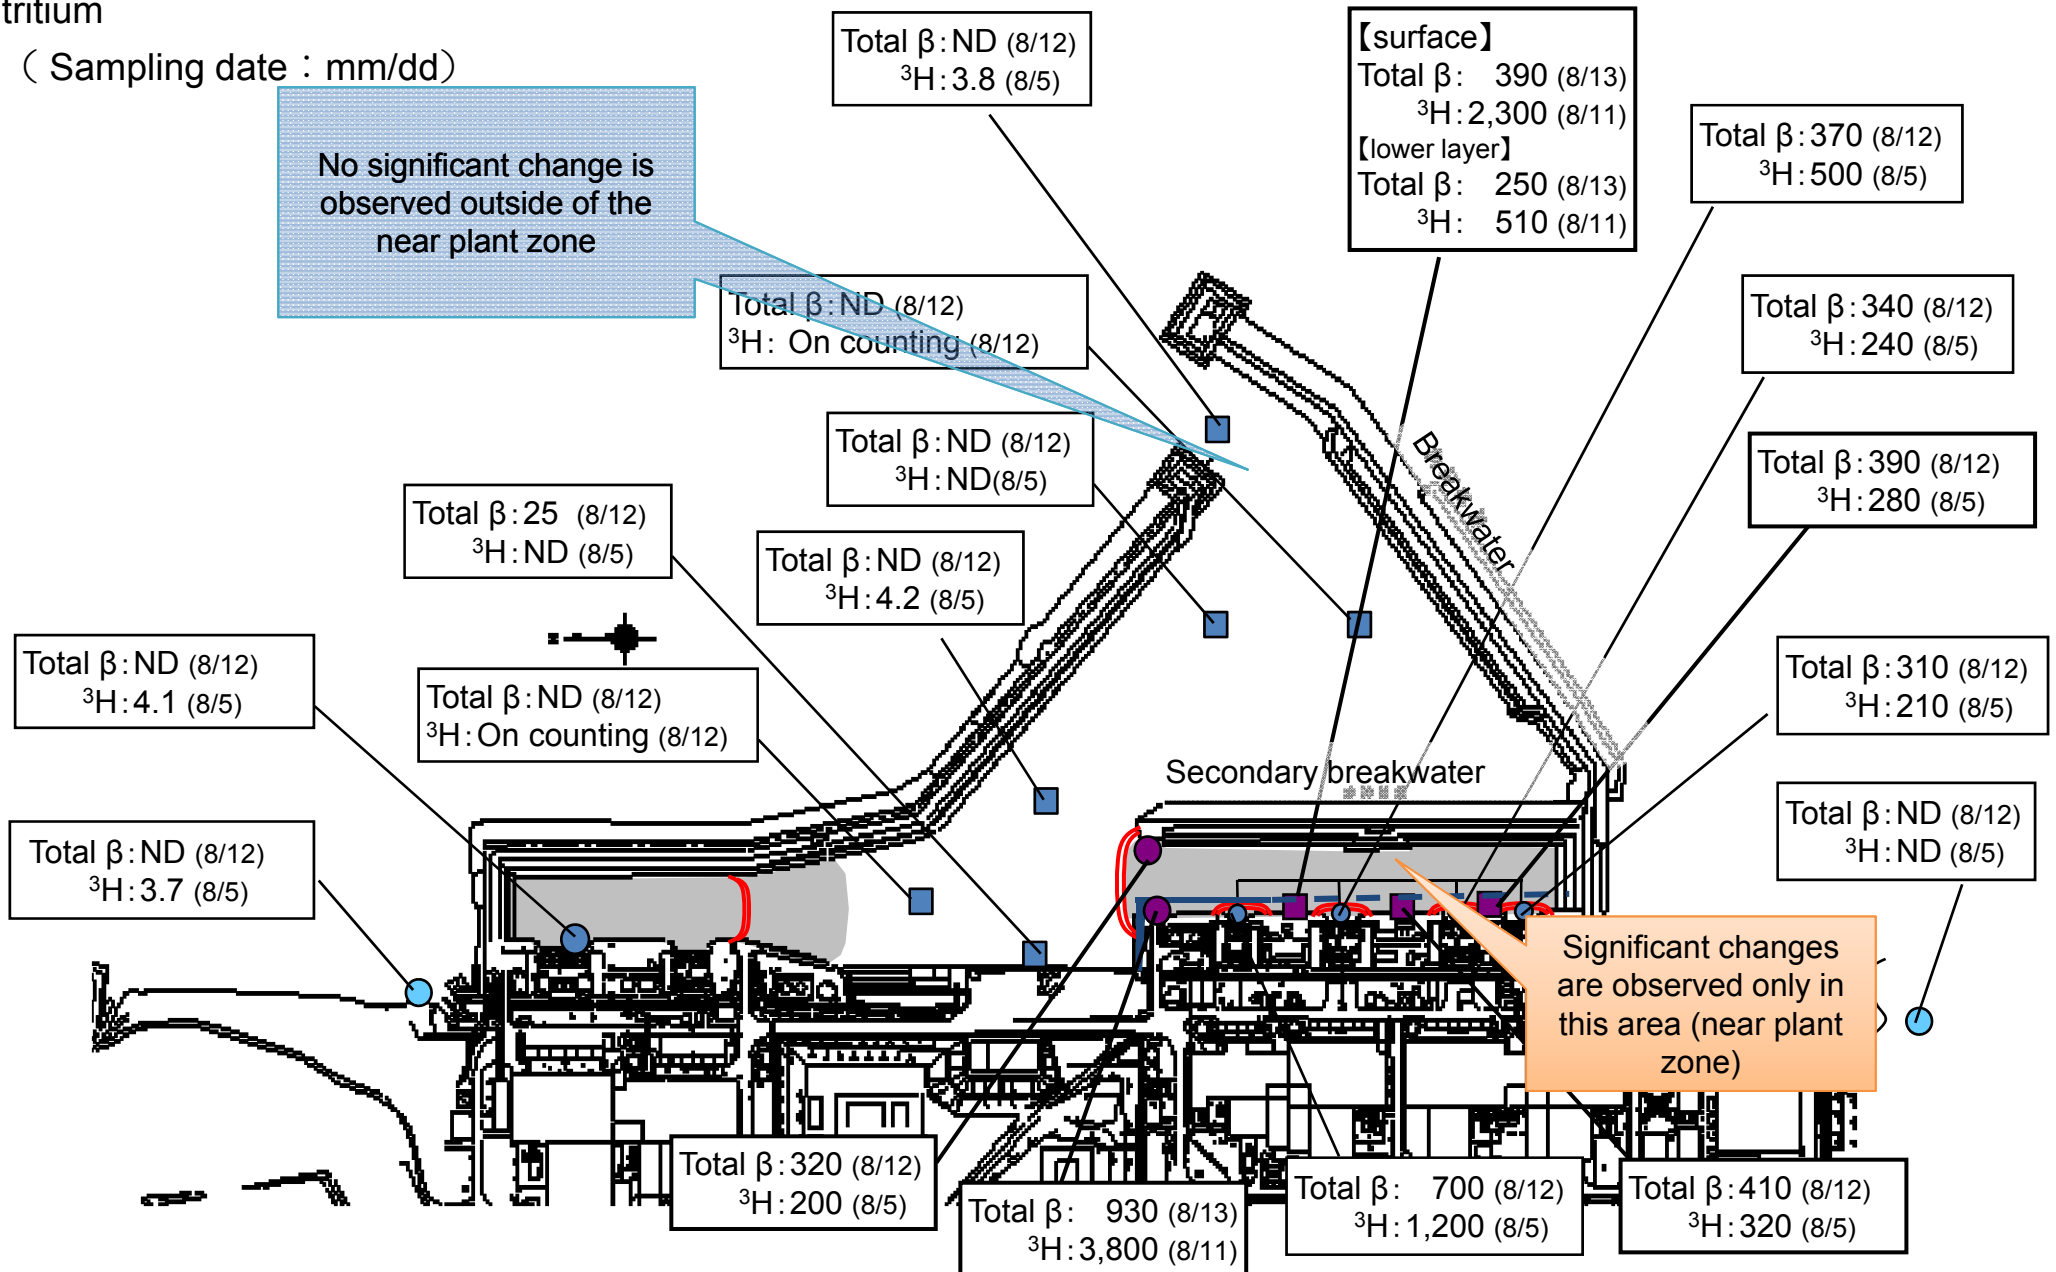 tritium
（ Sampling date：mm/dd）
Total β:ND (8/12)
³H:3.8 (8/5)
【surface】
Total β: 390 (8/13)
³H:2,300 (8/11)
【lower layer】
Total β: 250 (8/13)
³H: 510 (8/11)
Total β:370 (8/12)
³H:500 (8/5)
No significant change is
observed outside of the
near plant zone
Total β:ND (8/12)
³H: On counting (8/12)
Total β:340 (8/12)
³H:240 (8/5)
Total β:ND (8/12)
³H:ND(8/5)
Breakwater
Total β:390 (8/12)
³H:280 (8/5)
Total β:25 (8/12)
³H:ND (8/5)
Total β:ND (8/12)
³H:4.2 (8/5)
Total β:ND (8/12)
³H:4.1 (8/5)
Total β:ND (8/12)
³H:On counting (8/12)
Total β:310 (8/12)
³H:210 (8/5)
Secondary breakwater
Total β:ND (8/12)
³H:3.7 (8/5)
Total β:ND (8/12)
³H:ND (8/5)
Significant changes
are observed only in
this area (near plant
zone)
Total β:320 (8/12)
³H:200 (8/5)
Total β: 930 (8/13)
³H:3,800 (8/11)
Total β: 700 (8/12)
³H:1,200 (8/5)
Total β:410 (8/12)
³H:320 (8/5)